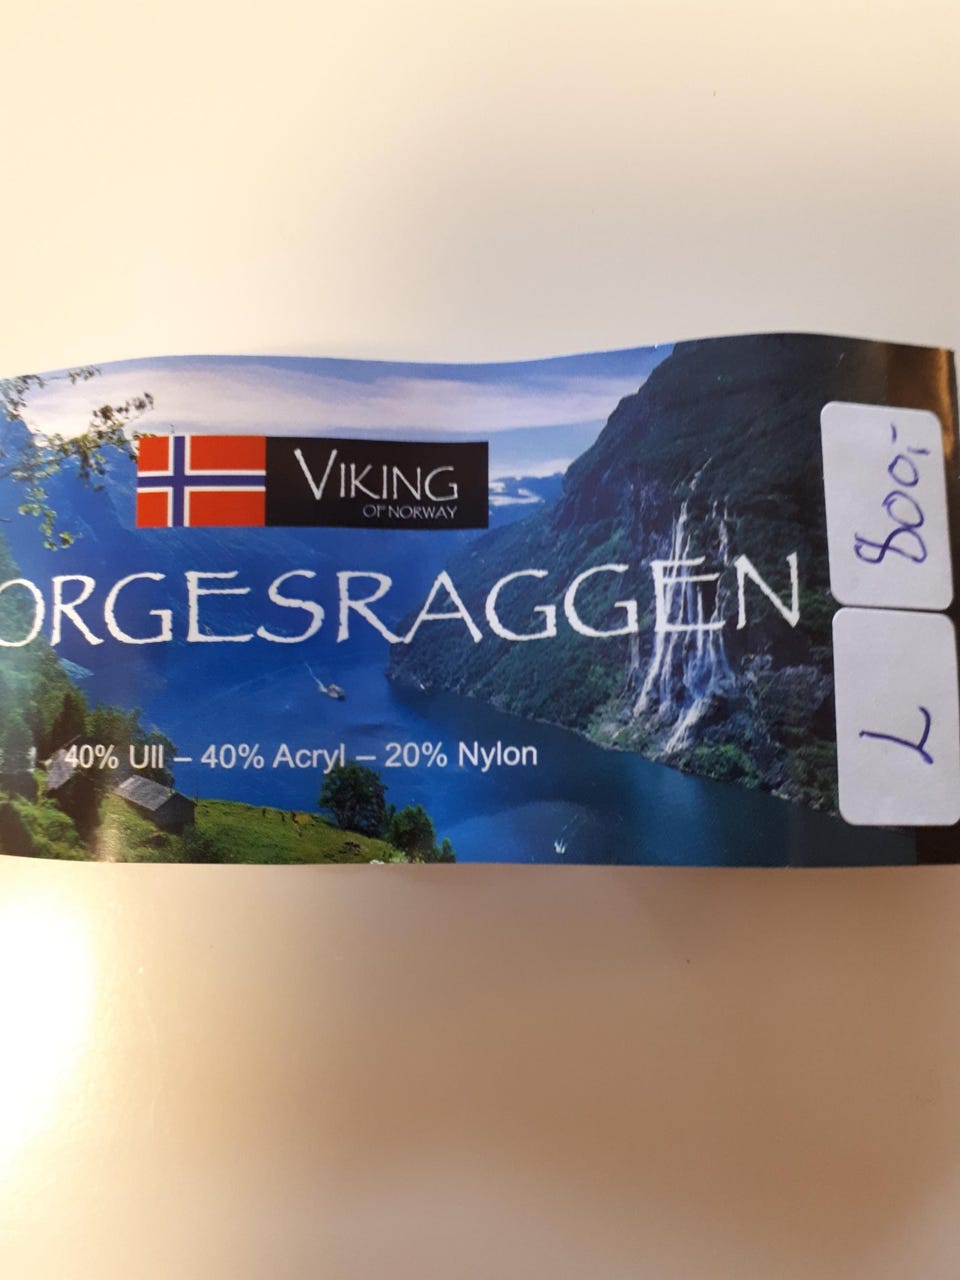 VIKING
OF NORWAY
ORGESRAGGEN
40% Ull – 40% Acryl – 20% Nylon
800,-
L